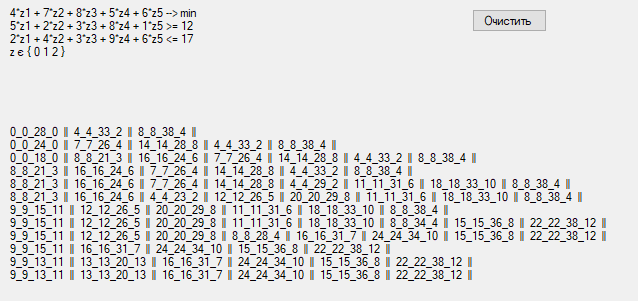 4*z1 + 7*z2 + 8*z3 + 5*z4 + 6*z5 --> min
Очистить
5*z1 + 2*z2 + 3*z3 + 8*z4 + 1*z5 >= 12
2*z1 + 4*z2 + 3*z3 + 9*z4 + 6*z5 <= 17
z є { 0 1 2 }
0_0_28_0 || 4_4_33_2 || 8_8_38_4 ||
0_0_24_0 || 7_7_26_4 || 14_14_28_8 || 4_4_33_2 || 8_8_38_4 ||
0_0_18_0 || 8_8_21_3 || 16_16_24_6 || 7_7_26_4 || 14_14_28_8 || 4_4_33_2 || 8_8_38_4 ||
8_8_21_3 || 16_16_24_6 || 7_7_26_4 || 14_14_28_8 || 4_4_33_2 || 8_8_38_4 ||
8_8_21_3 || 16_16_24_6 || 7_7_26_4 || 14_14_28_8 || 4_4_29_2 || 11_11_31_6 || 18_18_33_10 || 8_8_38_4 ||
8_8_21_3 || 16_16_24_6 || 4_4_23_2 || 12_12_26_5 || 20_20_29_8 || 11_11_31_6 || 18_18_33_10 || 8_8_38_4 ||
9_9_15_11 || 12_12_26_5 || 20_20_29_8 || 11_11_31_6 || 18_18_33_10 || 8_8_38_4 ||
9_9_15_11 || 12_12_26_5 || 20_20_29_8 || 11_11_31_6 || 18_18_33_10 || 8_8_34_4 || 15_15_36_8 || 22_22_38_12 ||
9_9_15_11 || 12_12_26_5 || 20_20_29_8 || 8_8_28_4 || 16_16_31_7 || 24_24_34_10 || 15_15_36_8 || 22_22_38_12 ||
9_9_15_11 || 16_16_31_7 || 24_24_34_10 || 15_15_36_8 || 22_22_38_12 ||
9_9_13_11 || 13_13_20_13 || 16_16_31_7 || 24_24_34_10 || 15_15_36_8 || 22_22_38_12 ||
9_9_13_11 || 13_13_20_13 || 16_16_31_7 || 24_24_34_10 || 15_15_36_8 || 22_22_38_12 ||